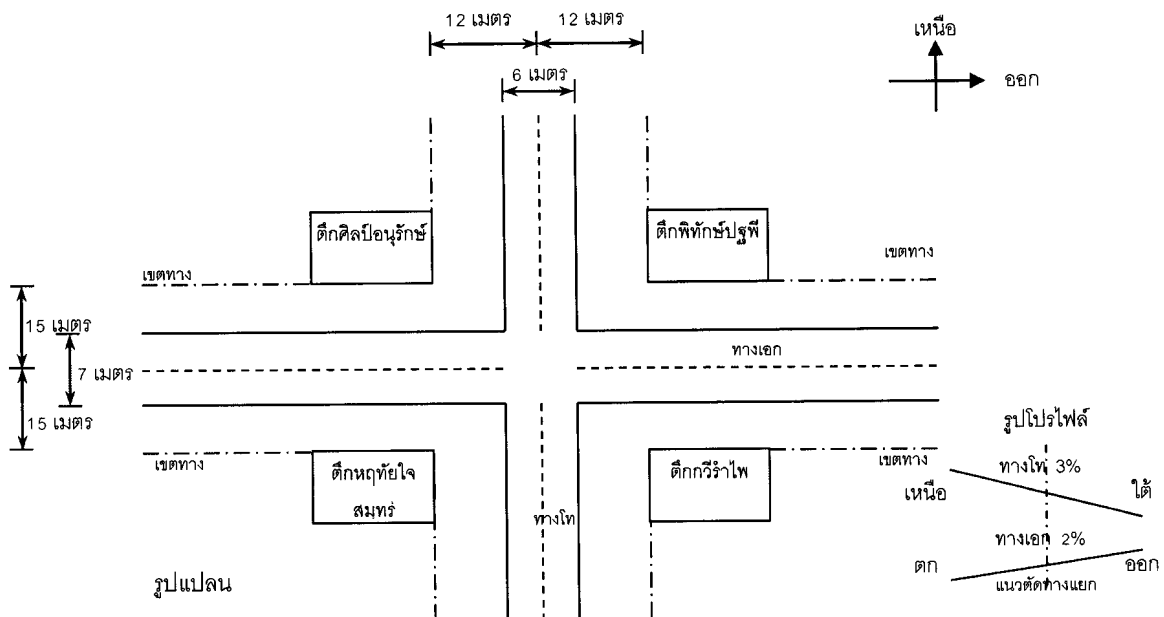 12 เมตร
12 เมตร
เหนือ
6 เมตร
ออก
ตึกศิลป์อนุรักษ์
ตึกพิทักษ์ปฐพี
เขตทาง
เขตทาง
15 เมตร
ทางเอก
7 เมตร
15 เมตร
รูปโปรไฟล์
เขตทาง
เขตทาง
ตึกหฤทัยใจ
สมุทร์
ตึกกวีรำไพ
ทางโท 3%
เหนือ
ใต้
ทางโท
ทางเอก 2%
ตก
ออก
รูปแปลน
แนวตัดทางแยก